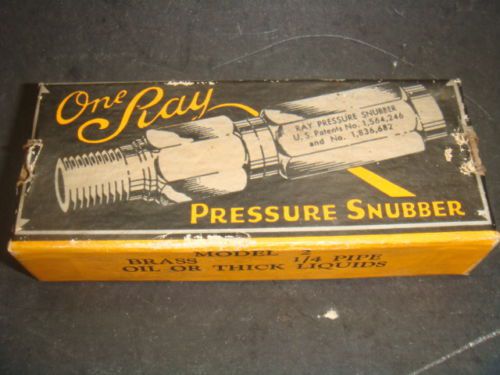 One Ray
RAY PRESSURE SNUBBER
U.S. Patents No. 1,564,246
and No. 1,836,682
PRESSURE SNUBBER
MODEL 2
BRASS 1/4 PIPE
OIL OR THICK LIQUIDS